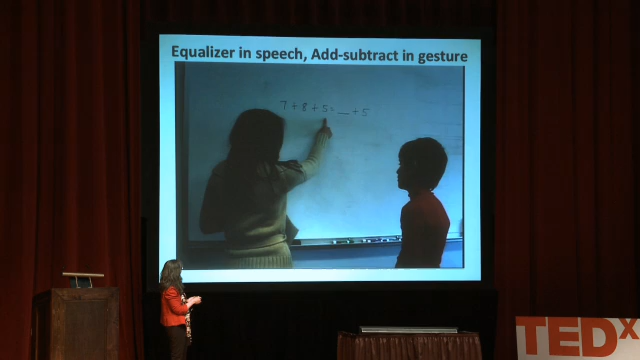 Equalizer in speech, Add-subtract in gesture
7 + 8 + 5 = __ + 5
TEDx